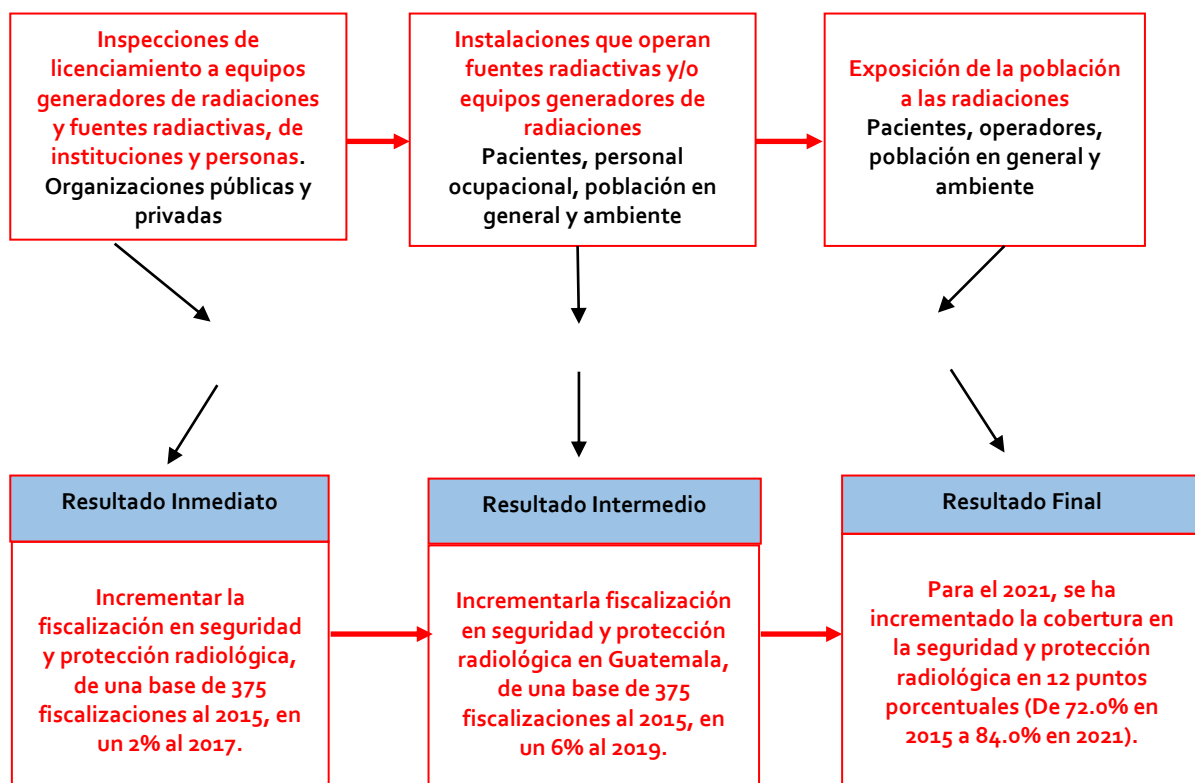 Inspecciones de
licenciamiento a equipos
generadores de radiaciones
y fuentes radiactivas, de
instituciones y personas.
Organizaciones públicas y
privadas
Instalaciones que operan
fuentes radiactivas y/o
equipos generadores de
radiaciones
Pacientes, personal
ocupacional, población en
general y ambiente
Exposición de la población
a las radiaciones
Pacientes, operadores,
población en general y
ambiente
Resultado Inmediato
Incrementar la
fiscalización en seguridad
y protección radiológica,
de una base de 375
fiscalizaciones al 2015, en
un 2% al 2017.
Resultado Intermedio
Incrementarla fiscalización
en seguridad y protección
radiológica en Guatemala,
de una base de 375
fiscalizaciones al 2015, en
un 6% al 2019.
Resultado Final
Para el 2021, se ha
incrementado la cobertura en
la seguridad y protección
radiológica en 12 puntos
porcentuales (De 72.0% en
2015 a 84.0% en 2021).